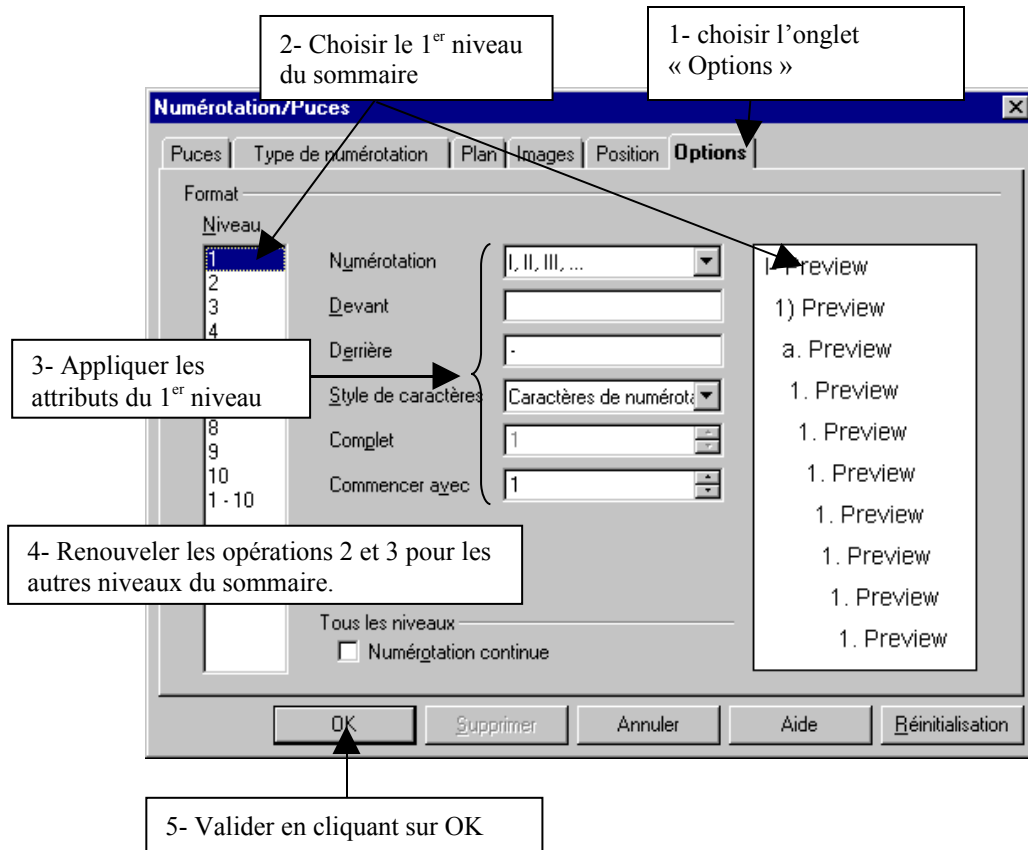 2- Choisir le 1er niveau
du sommaire
1- choisir l’onglet
« Options »
Numérotation/Puces
Puces Type de numérotation Plan Images Position Options
Format
Niveau
1
2
3
4
8
9
10
1 - 10
Numérotation I, II, III, ...
Devant
Derrière -
Style de caractères Caractères de numérota
Complet 1
Commencer avec 1
I- Preview
1) Preview
a. Preview
1. Preview
1. Preview
1. Preview
1. Preview
1. Preview
1. Preview
1. Preview
3- Appliquer les
attributs du 1er niveau
4- Renouveler les opérations 2 et 3 pour les
autres niveaux du sommaire.
Tous les niveaux
Numérotation continue
OK Supprimer Annuler Aide Réinitialisation
5- Valider en cliquant sur OK